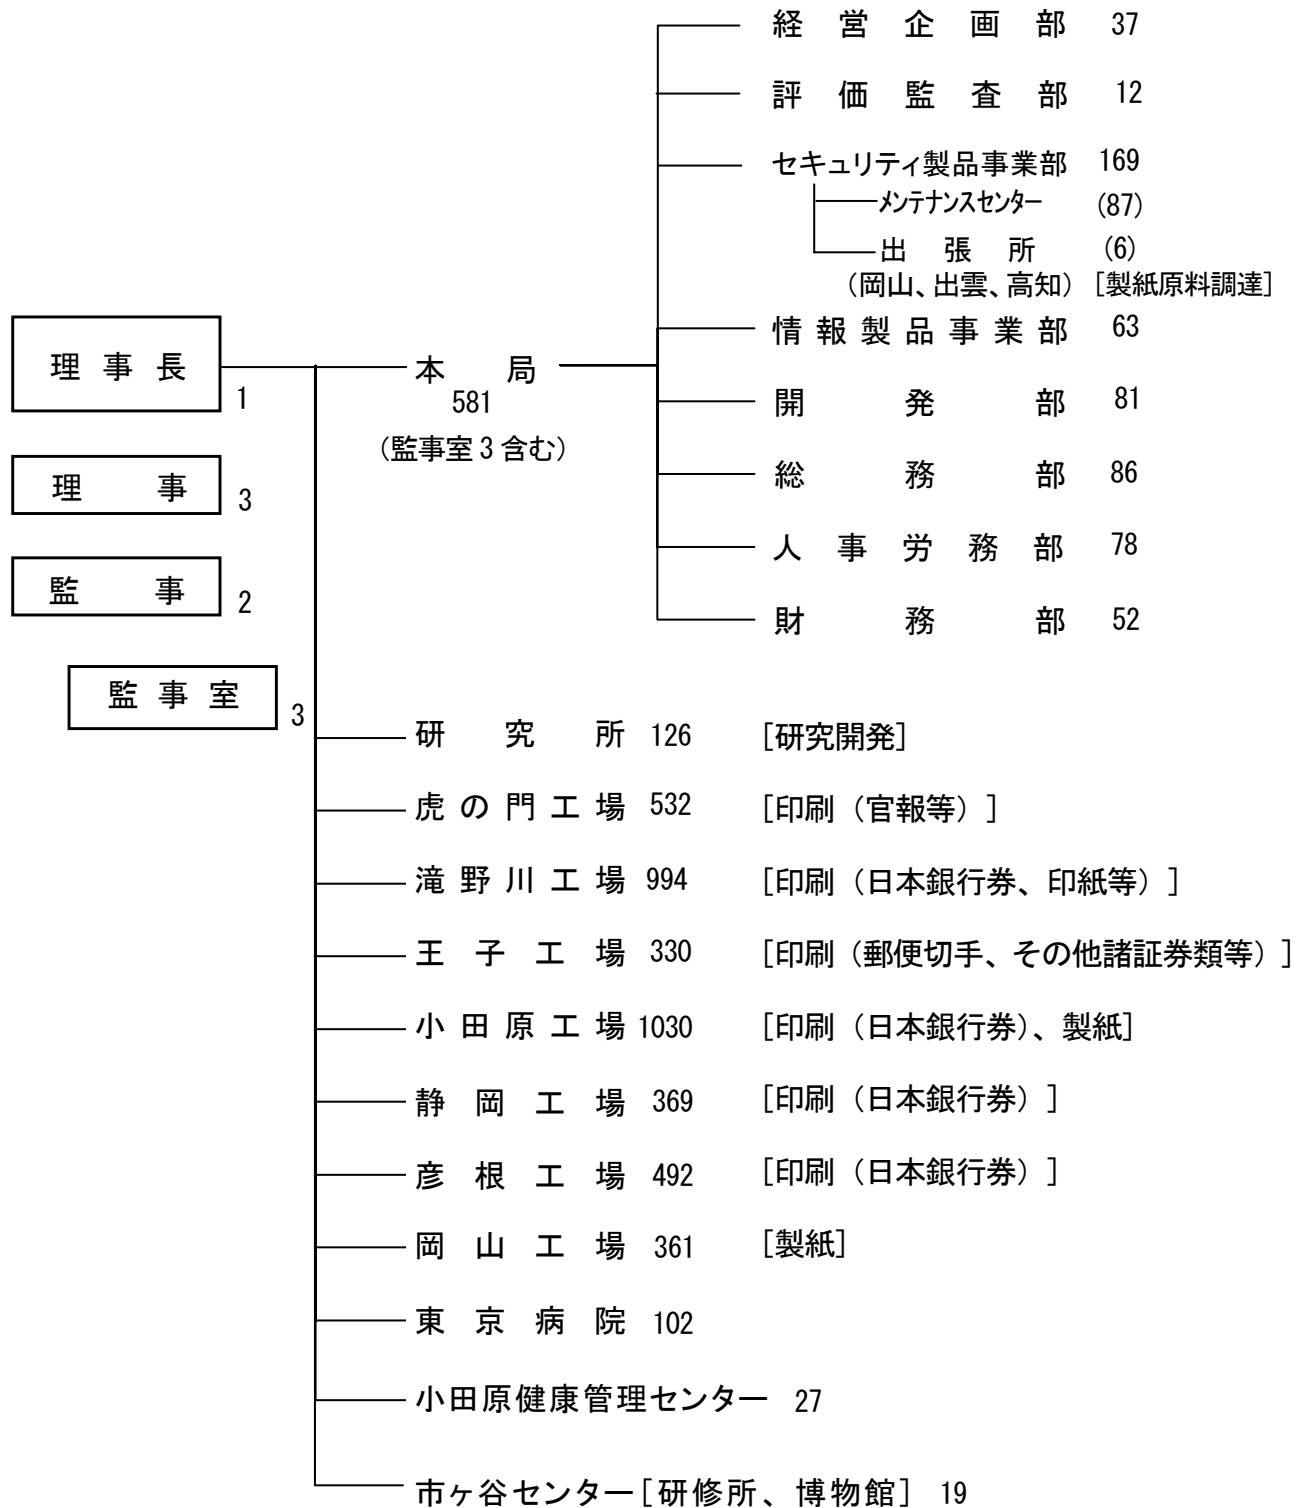 経営企画部 37
評価監査部 12
セキュリティ製品事業部 169
メンテナンスセンター (87)
出張所 (6)
（岡山、出雲、高知）［製紙原料調達］
情報製品事業部 63
開発部 81
総務部 86
人事労務部 78
財務部 52
理事長 1
本局
581
（監事室３含む）
理事 3
監事 2
監事室 3
研究所 126 ［研究開発］
虎の門工場 532 ［印刷（官報等）］
滝野川工場 994 ［印刷（日本銀行券、印紙等）］
王子工場 330 ［印刷（郵便切手、その他諸証券類等）］
小田原工場 1030 ［印刷（日本銀行券）、製紙］
静岡工場 369 ［印刷（日本銀行券）］
彦根工場 492 ［印刷（日本銀行券）］
岡山工場 361 ［製紙］
東京病院 102
小田原健康管理センター 27
市ヶ谷センター［研修所、博物館］ 19